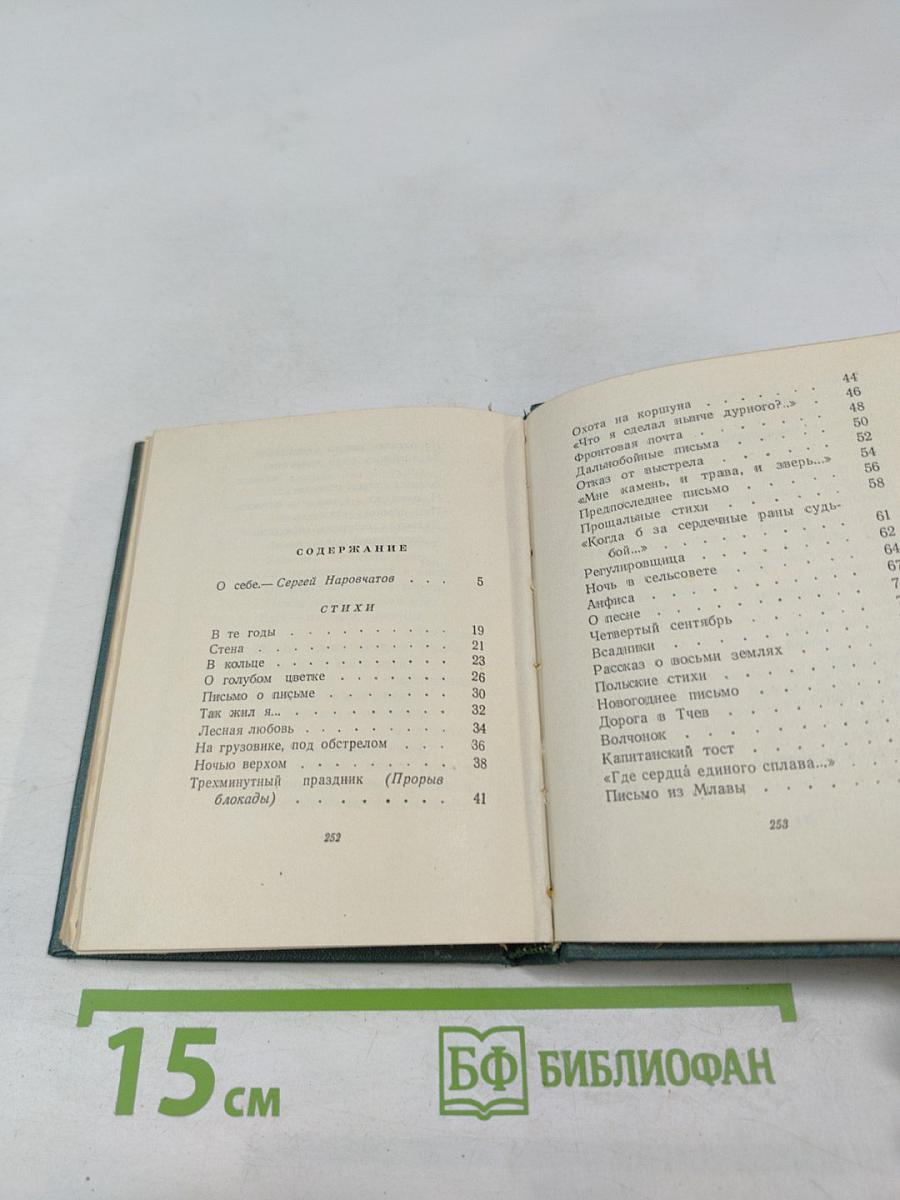 СОДЕРЖАНИЕ
О себе.— Сергей Наровчатов . . . 5
СТИХИ
В те годы . . . . . . . . . . 19
Стена . . . . . . . . . . . . 21
В кольце . . . . . . . . . . . 23
О голубом цветке . . . . . . . 26
Письмо о письме . . . . . . . 30
Так жил я... . . . . . . . . . 32
Лесная любовь . . . . . . . . 34
На грузовике, под обстрелом . . . 36
Ночью верхом . . . . . . . . . 38
Трехминутный праздник (Прорыв
блокады) . . . . . . . . 41
252
Охота на коршуна . . . . . . . 44
«Что я сделал нынче дурного?..» . 46
Фронтовая почта . . . . . . . 48
Дальнобойные письма . . . . . 50
Отказ от выстрела . . . . . . 52
«Мне камень, и трава, и зверь...» 54
Предпоследнее письмо . . . . . 56
Прощальные стихи . . . . . . 58
«Когда б за сердечные раны судь-
бой...» . . . . . . . . . 61
Регулировщица . . . . . . . . 62
Ночь в сельсовете . . . . . . . 64
Анфиса . . . . . . . . . . . 67
О песне . . . . . . . . . . .
Четвертый сентябрь . . . . . .
Всадники . . . . . . . . . .
Рассказ о восьми землях . . . .
Польские стихи . . . . . . . .
Новогоднее письмо . . . . . .
Дорога в Тчев . . . . . . . .
Волчонок . . . . . . . . . .
Капитанский тост . . . . . . .
«Где сердца́ единого сплава...» . .
Письмо из Млавы . . . . . .
253
15 см
БФ БИБЛИОФАН